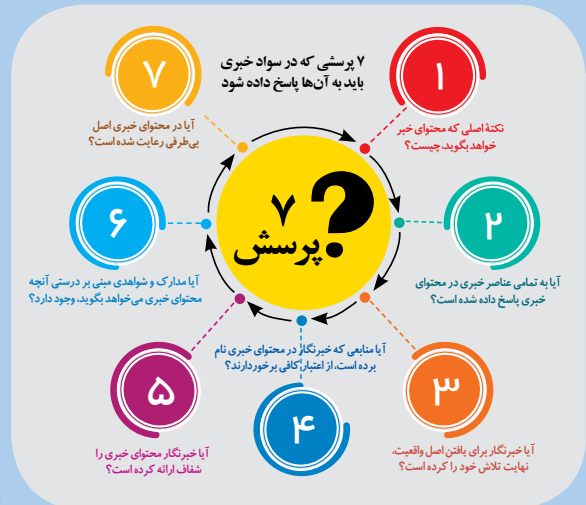 ۷ پرسشی که در سواد خبری
باید به آن‌ها پاسخ داده شود
۷
پرسش
?
۱
نکتهٔ اصلی که محتوای خبر
خواهد بگوید، چیست؟
۲
آیا به تمامی عناصر خبری در محتوای
خبری پاسخ داده شده است؟
۳
آیا خبرنگار برای یافتن اصل واقعیت،
نهایت تلاش خود را کرده است؟
۴
آیا منابعی که خبرنگار در محتوای خبری نام
برده است، از اعتبار کافی برخوردارند؟
۵
آیا خبرنگار محتوای خبری را
شفاف ارائه کرده است؟
۶
آیا مدارک و شواهدی مبنی بر درستی آنچه
محتوای خبری می‌خواهد بگوید، وجود دارد؟
۷
آیا در محتوای خبری اصل
بی‌طرفی رعایت شده است؟